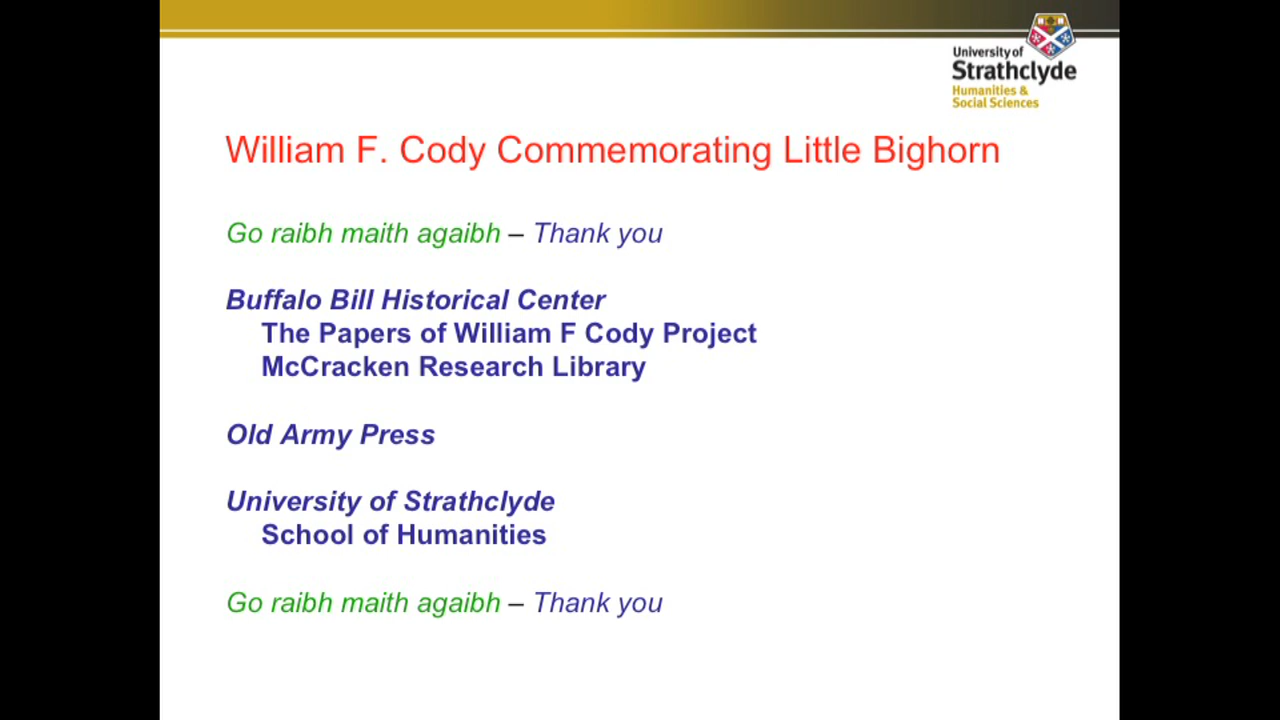 University of
Strathclyde
Humanities &
Social Sciences
William F. Cody Commemorating Little Bighorn
Go raibh maith agaibh – Thank you
Buffalo Bill Historical Center
The Papers of William F Cody Project
McCracken Research Library
Old Army Press
University of Strathclyde
School of Humanities
Go raibh maith agaibh – Thank you